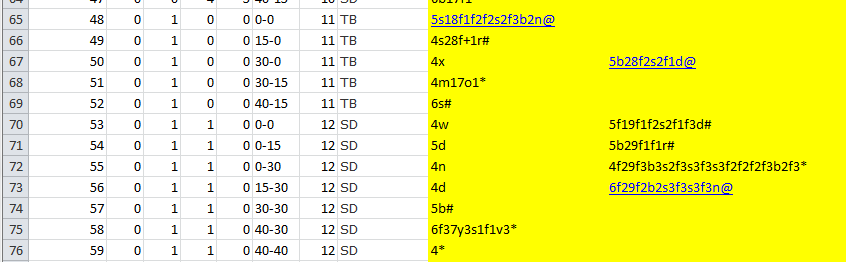 65 48 0 1 0 0 0-0 11 TB 5s18f1f2f2s2f3b2n@
66 49 0 1 0 0 15-0 11 TB 4s28f+1r#
67 50 0 1 0 0 30-0 11 TB 4x 5b28f2s2f1d@
68 51 0 1 0 0 30-15 11 TB 4m17o1*
69 52 0 1 0 0 40-15 11 TB 6s#
70 53 0 1 1 0 0-0 12 SD 4w 5f19f1f2s2f1f3d#
71 54 0 1 1 0 0-15 12 SD 5d 5b29f1f1r#
72 55 0 1 1 0 0-30 12 SD 4n 4f29f3b3s2f3s3f3s3f2f2f2f3b2f3*
73 56 0 1 1 0 15-30 12 SD 4d 6f29f2b2s3f3s3f3n@
74 57 0 1 1 0 30-30 12 SD 5b#
75 58 0 1 1 0 40-30 12 SD 6f37y3s1f1v3*
76 59 0 1 1 0 40-40 12 SD 4*